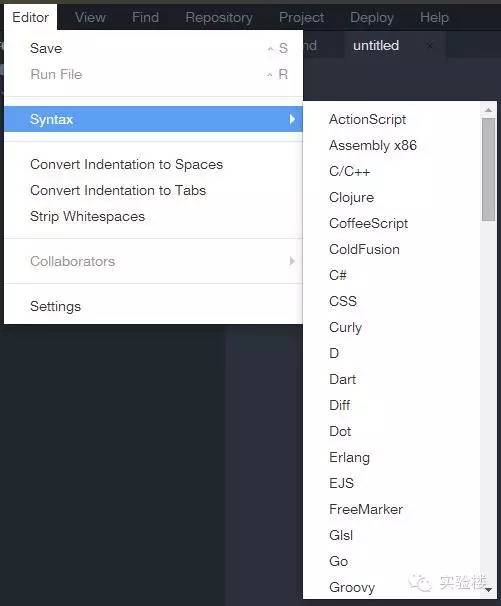 Editor View Find Repository Project Deploy Help
Save ^ S nd untitled ×
Run File ^ R
Syntax
ActionScript
Convert Indentation to Spaces
Convert Indentation to Tabs
Strip Whitespaces
Collaborators
Settings
Assembly x86
C/C++
Clojure
CoffeeScript
ColdFusion
C#
CSS
Curly
D
Dart
Diff
Dot
Erlang
EJS
FreeMarker
Glsl
Go
Groovy
实验楼